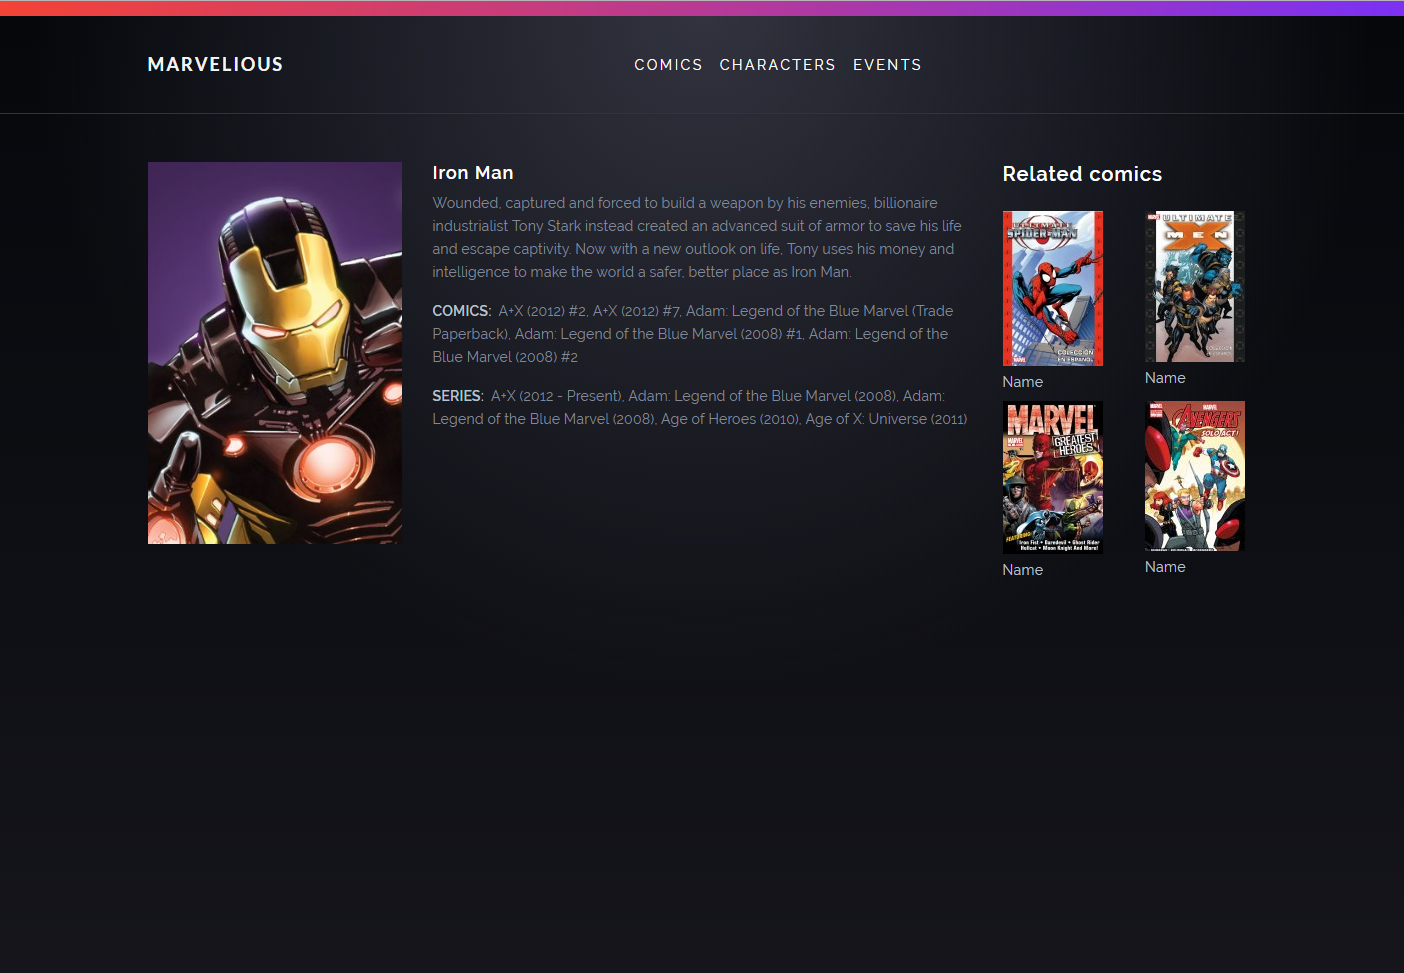 MARVELIOUS
COMICS CHARACTERS EVENTS
Iron Man
Wounded, captured and forced to build a weapon by his enemies, billionaire
industrialist Tony Stark instead created an advanced suit of armor to save his life
and escape captivity. Now with a new outlook on life, Tony uses his money and
intelligence to make the world a safer, better place as Iron Man.
COMICS: A+X (2012) #2, A+X (2012) #7, Adam: Legend of the Blue Marvel (Trade
Paperback), Adam: Legend of the Blue Marvel (2008) #1, Adam: Legend of the
Blue Marvel (2008) #2
SERIES: A+X (2012 - Present), Adam: Legend of the Blue Marvel (2008), Adam:
Legend of the Blue Marvel (2008), Age of Heroes (2010), Age of X: Universe (2011)
Related comics
ULTIMATE
SPIDER-MAN
COLECCIÓN
EN ESPAÑOL
MARVEL
Name
MARVEL
ULTIMATE
X
MEN
Name
MARVEL
MARVEL
GREATEST
HEROES
FEATURING:
Iron Fist • Daredevil • Ghost Rider
Hellcat • Moon Knight And More!
Name
MARVEL
AVENGERS
SOLO ACT!
Name